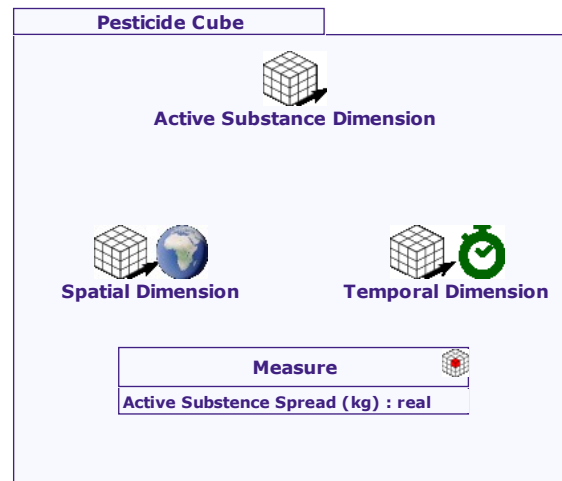 Pesticide Cube
Active Substance Dimension
Spatial Dimension
Temporal Dimension
Measure
Active Substence Spread (kg) : real